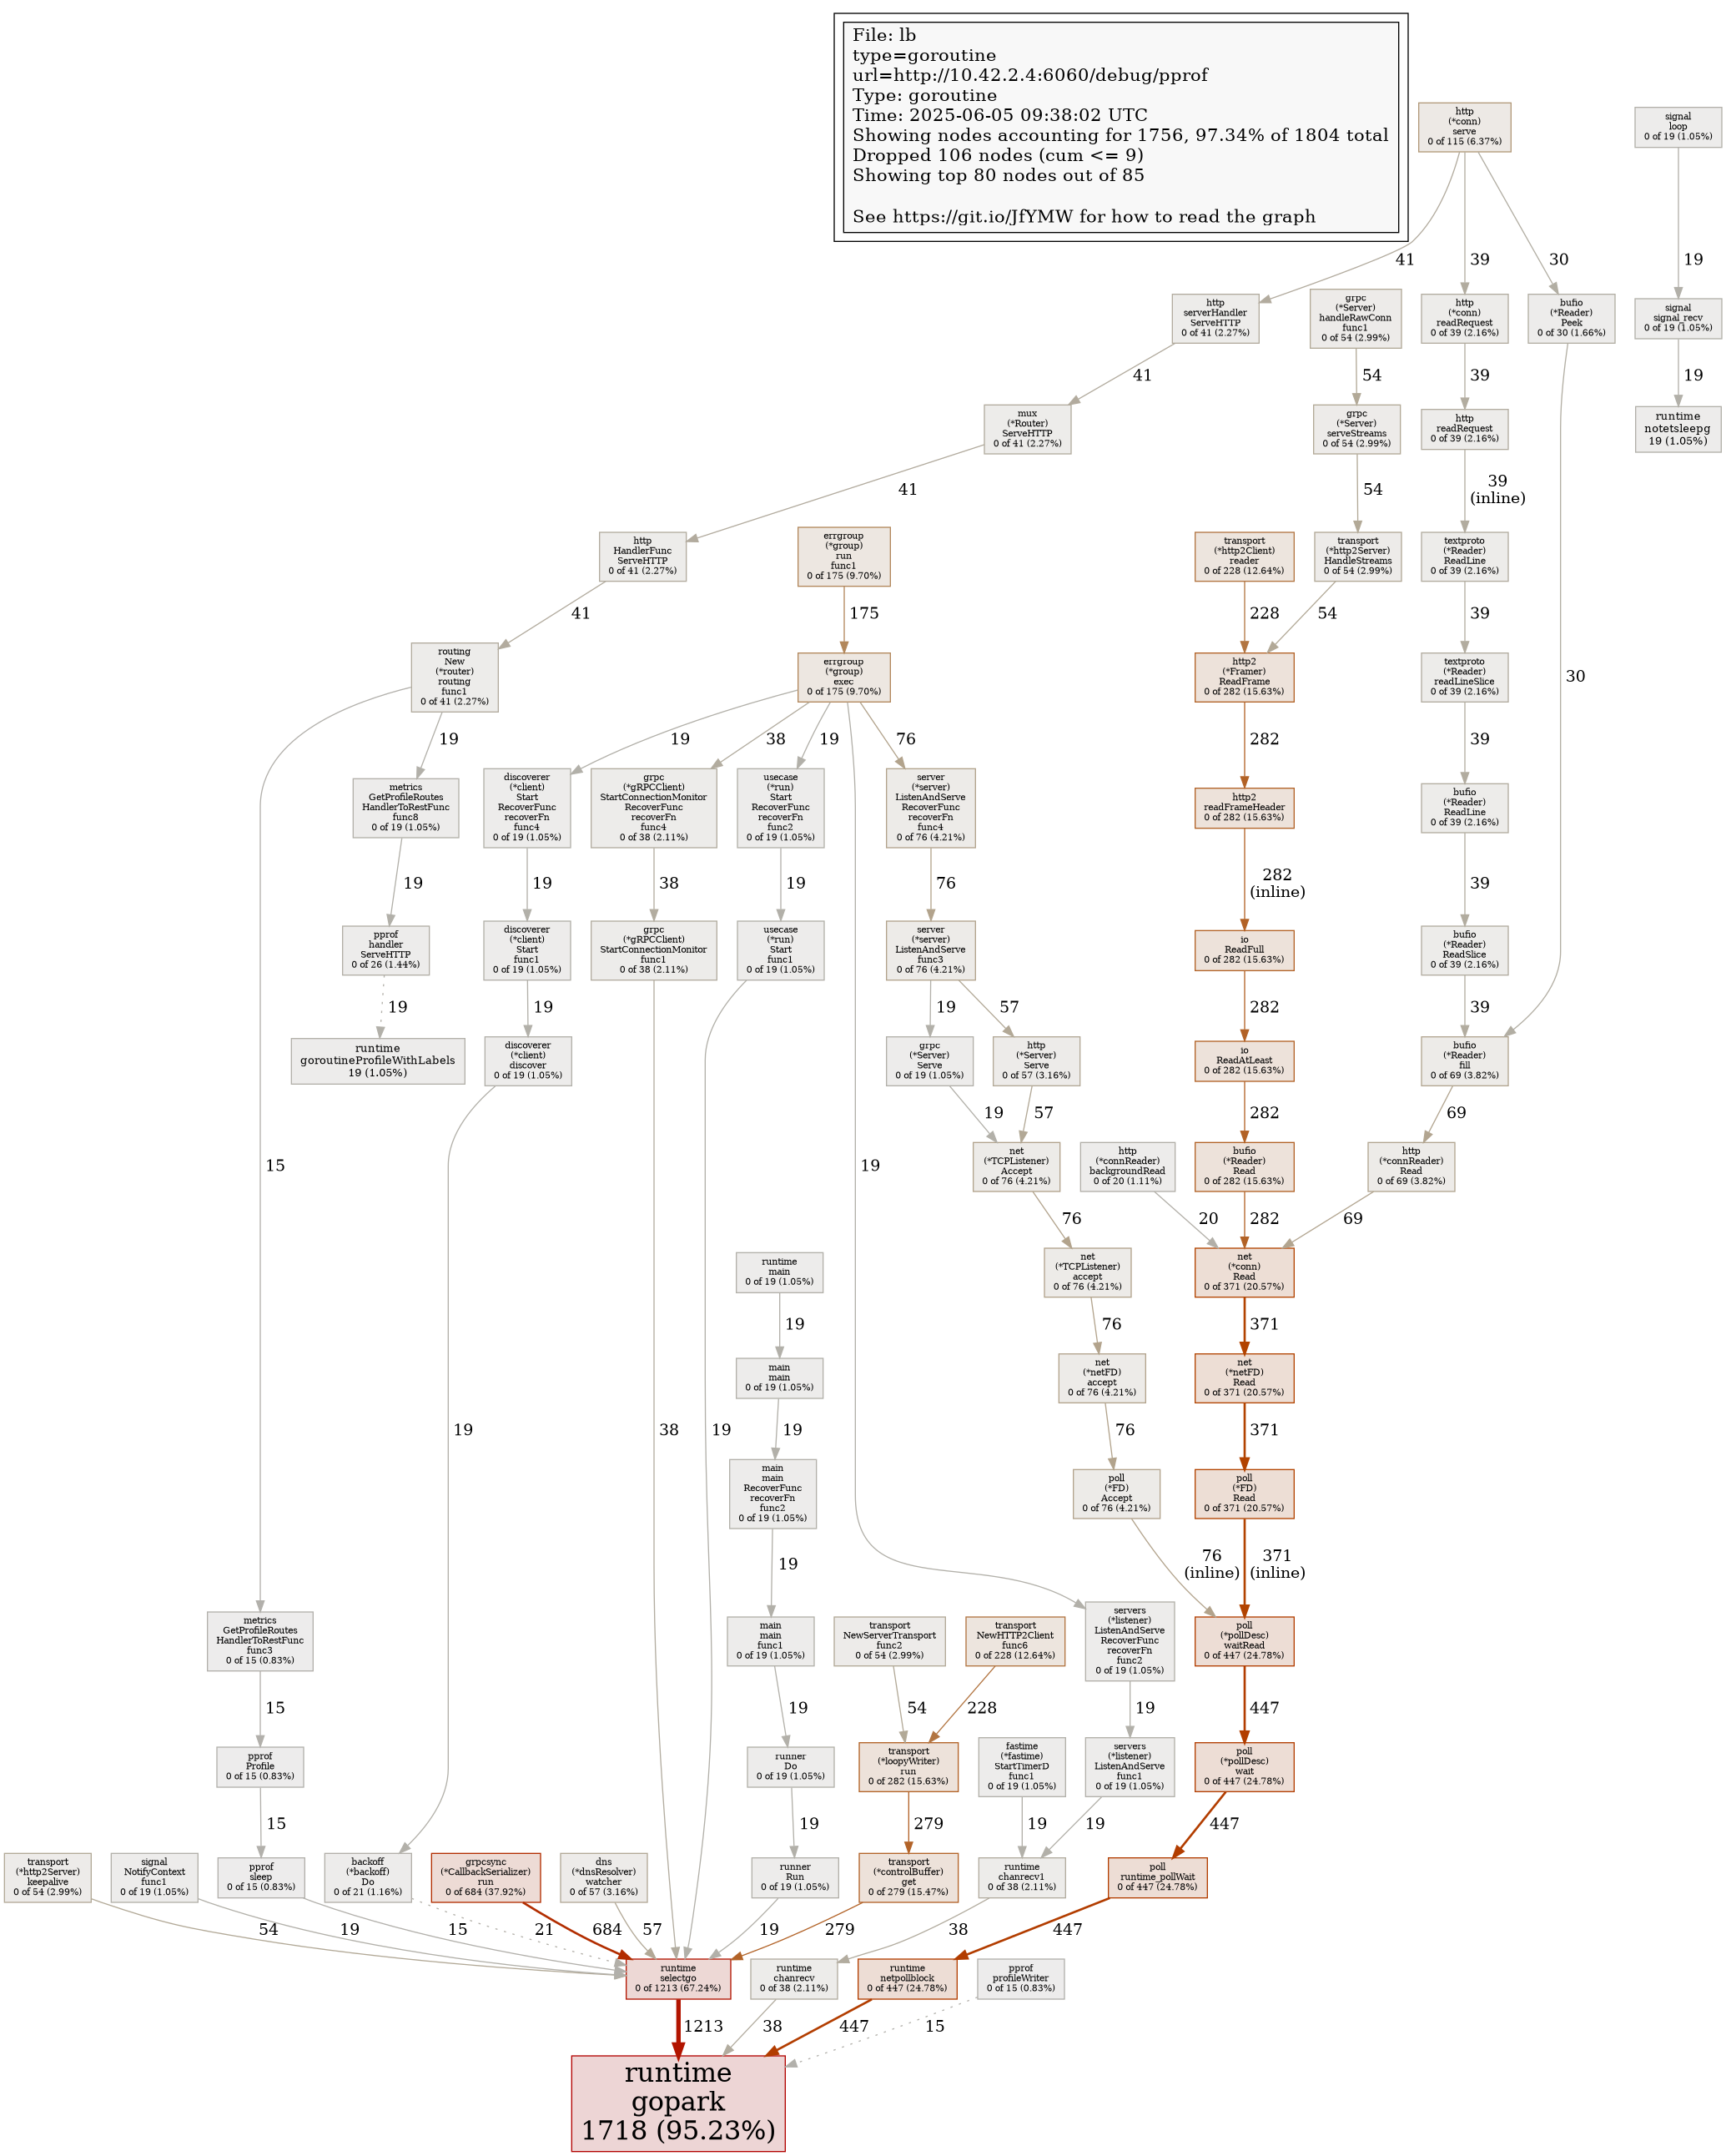 File: lb
type=goroutine
url=http://10.42.2.4:6060/debug/pprof
Type: goroutine
Time: 2025-06-05 09:38:02 UTC
Showing nodes accounting for 1756, 97.34% of 1804 total
Dropped 106 nodes (cum <= 9)
Showing top 80 nodes out of 85
See https://git.io/JfYMW for how to read the graph
http
(*conn)
serve
0 of 115 (6.37%)
signal
loop
0 of 19 (1.05%)
41
39
30
19
http
serverHandler
ServeHTTP
0 of 41 (2.27%)
grpc
(*Server)
handleRawConn
func1
0 of 54 (2.99%)
http
(*conn)
readRequest
0 of 39 (2.16%)
bufio
(*Reader)
Peek
0 of 30 (1.66%)
signal
signal_recv
0 of 19 (1.05%)
41
54
39
19
mux
(*Router)
ServeHTTP
0 of 41 (2.27%)
grpc
(*Server)
serveStreams
0 of 54 (2.99%)
http
readRequest
0 of 39 (2.16%)
runtime
notetsleepg
19 (1.05%)
41
54
39
(inline)
http
HandlerFunc
ServeHTTP
0 of 41 (2.27%)
errgroup
(*group)
run
func1
0 of 175 (9.70%)
transport
(*http2Client)
reader
0 of 228 (12.64%)
transport
(*http2Server)
HandleStreams
0 of 54 (2.99%)
textproto
(*Reader)
ReadLine
0 of 39 (2.16%)
41
175
228
54
39
30
routing
New
(*router)
routing
func1
0 of 41 (2.27%)
errgroup
(*group)
exec
0 of 175 (9.70%)
http2
(*Framer)
ReadFrame
0 of 282 (15.63%)
textproto
(*Reader)
readLineSlice
0 of 39 (2.16%)
19
19
38
19
76
282
39
metrics
GetProfileRoutes
HandlerToRestFunc
func8
0 of 19 (1.05%)
discoverer
(*client)
Start
RecoverFunc
recoverFn
func4
0 of 19 (1.05%)
grpc
(*gRPCClient)
StartConnectionMonitor
RecoverFunc
recoverFn
func4
0 of 38 (2.11%)
usecase
(*run)
Start
RecoverFunc
recoverFn
func2
0 of 19 (1.05%)
server
(*server)
ListenAndServe
RecoverFunc
recoverFn
func4
0 of 76 (4.21%)
http2
readFrameHeader
0 of 282 (15.63%)
bufio
(*Reader)
ReadLine
0 of 39 (2.16%)
19
19
38
19
76
282
(inline)
39
pprof
handler
ServeHTTP
0 of 26 (1.44%)
discoverer
(*client)
Start
func1
0 of 19 (1.05%)
grpc
(*gRPCClient)
StartConnectionMonitor
func1
0 of 38 (2.11%)
usecase
(*run)
Start
func1
0 of 19 (1.05%)
server
(*server)
ListenAndServe
func3
0 of 76 (4.21%)
io
ReadFull
0 of 282 (15.63%)
bufio
(*Reader)
ReadSlice
0 of 39 (2.16%)
19
19
19
57
282
39
runtime
goroutineProfileWithLabels
19 (1.05%)
discoverer
(*client)
discover
0 of 19 (1.05%)
grpc
(*Server)
Serve
0 of 19 (1.05%)
http
(*Server)
Serve
0 of 57 (3.16%)
io
ReadAtLeast
0 of 282 (15.63%)
bufio
(*Reader)
fill
0 of 69 (3.82%)
19
57
282
69
15
19
net
(*TCPListener)
Accept
0 of 76 (4.21%)
http
(*connReader)
backgroundRead
0 of 20 (1.11%)
bufio
(*Reader)
Read
0 of 282 (15.63%)
http
(*connReader)
Read
0 of 69 (3.82%)
76
20
282
69
runtime
main
0 of 19 (1.05%)
net
(*TCPListener)
accept
0 of 76 (4.21%)
net
(*conn)
Read
0 of 371 (20.57%)
19
76
371
main
main
0 of 19 (1.05%)
net
(*netFD)
accept
0 of 76 (4.21%)
net
(*netFD)
Read
0 of 371 (20.57%)
19
38
19
19
76
371
main
main
RecoverFunc
recoverFn
func2
0 of 19 (1.05%)
poll
(*FD)
Accept
0 of 76 (4.21%)
poll
(*FD)
Read
0 of 371 (20.57%)
19
76
(inline)
371
(inline)
metrics
GetProfileRoutes
HandlerToRestFunc
func3
0 of 15 (0.83%)
main
main
func1
0 of 19 (1.05%)
transport
NewServerTransport
func2
0 of 54 (2.99%)
transport
NewHTTP2Client
func6
0 of 228 (12.64%)
servers
(*listener)
ListenAndServe
RecoverFunc
recoverFn
func2
0 of 19 (1.05%)
poll
(*pollDesc)
waitRead
0 of 447 (24.78%)
15
19
54
228
19
447
pprof
Profile
0 of 15 (0.83%)
runner
Do
0 of 19 (1.05%)
transport
(*loopyWriter)
run
0 of 282 (15.63%)
fastime
(*fastime)
StartTimerD
func1
0 of 19 (1.05%)
servers
(*listener)
ListenAndServe
func1
0 of 19 (1.05%)
poll
(*pollDesc)
wait
0 of 447 (24.78%)
15
19
279
19
19
447
transport
(*http2Server)
keepalive
0 of 54 (2.99%)
signal
NotifyContext
func1
0 of 19 (1.05%)
pprof
sleep
0 of 15 (0.83%)
backoff
(*backoff)
Do
0 of 21 (1.16%)
grpcsync
(*CallbackSerializer)
run
0 of 684 (37.92%)
dns
(*dnsResolver)
watcher
0 of 57 (3.16%)
runner
Run
0 of 19 (1.05%)
transport
(*controlBuffer)
get
0 of 279 (15.47%)
runtime
chanrecv1
0 of 38 (2.11%)
poll
runtime_pollWait
0 of 447 (24.78%)
54
19
15
21
684
57
19
279
38
447
runtime
selectgo
0 of 1213 (67.24%)
runtime
chanrecv
0 of 38 (2.11%)
runtime
netpollblock
0 of 447 (24.78%)
pprof
profileWriter
0 of 15 (0.83%)
1213
38
447
15
runtime
gopark
1718 (95.23%)